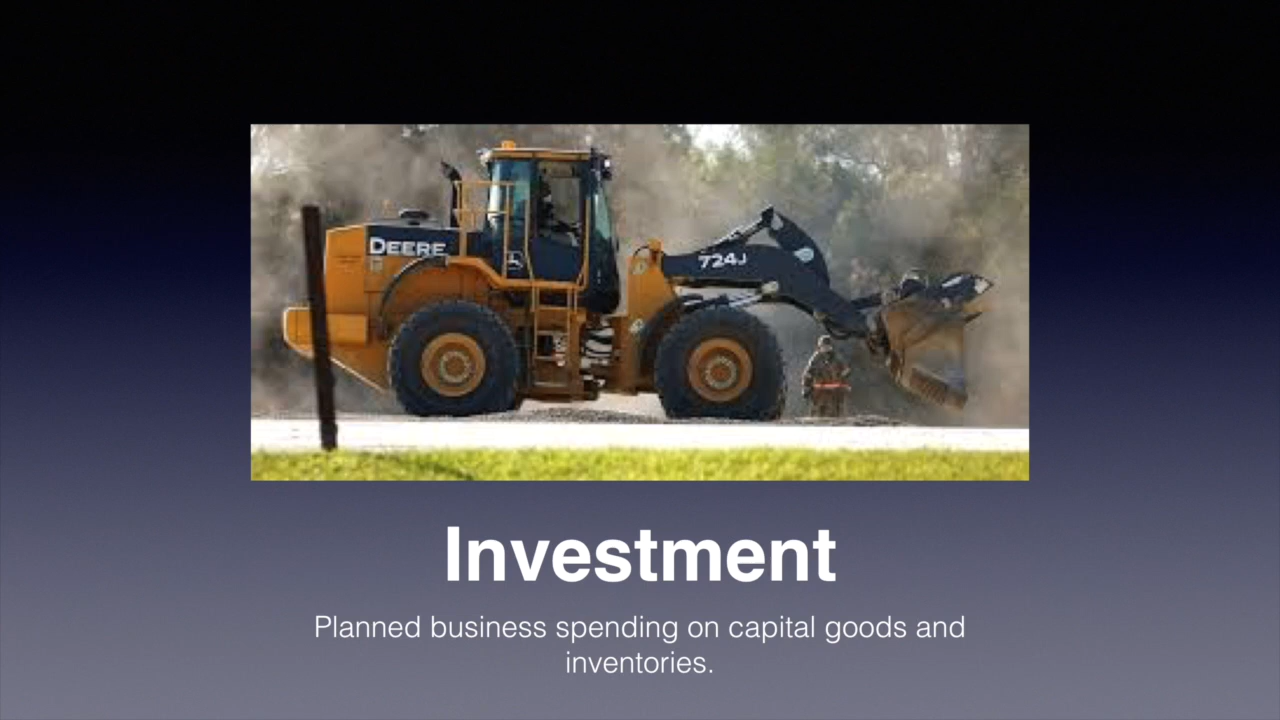 DEERE
724J
Investment
Planned business spending on capital goods and
inventories.